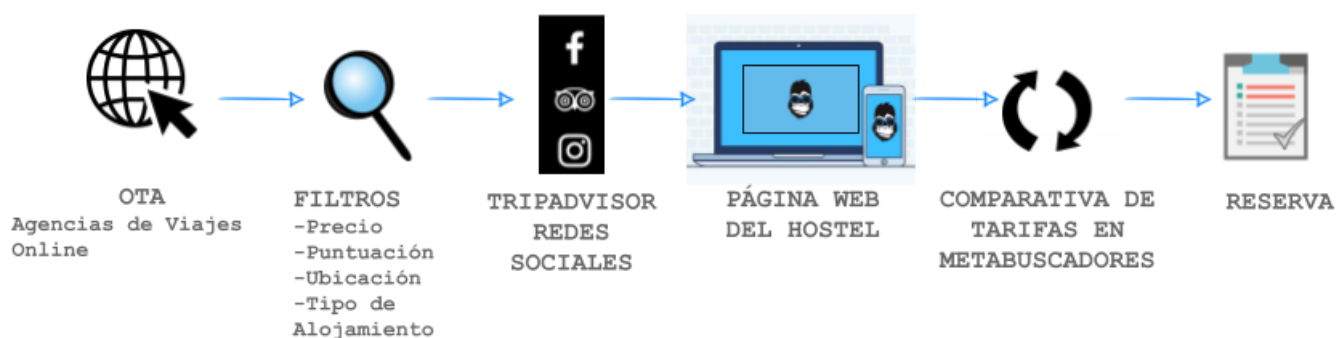 OTA
Agencias de Viajes
Online
FILTROS
-Precio
-Puntuación
-Ubicación
-Tipo de
Alojamiento
TRIPADVISOR
REDES
SOCIALES
PÁGINA WEB
DEL HOSTEL
COMPARATIVA DE
TARIFAS EN
METABUSCADORES
RESERVA